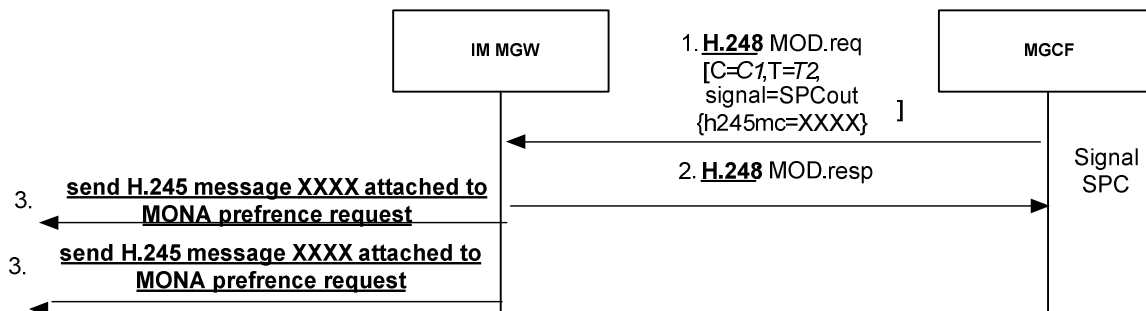 IM MGW
MGCF
1. H.248 MOD.req
[C=C1,T=T2,
signal=SPCout
{h245mc=XXXX}
]
2. H.248 MOD.resp
Signal
SPC
3.
send H.245 message XXXX attached to
MONA prefrence request
3.
send H.245 message XXXX attached to
MONA prefrence request